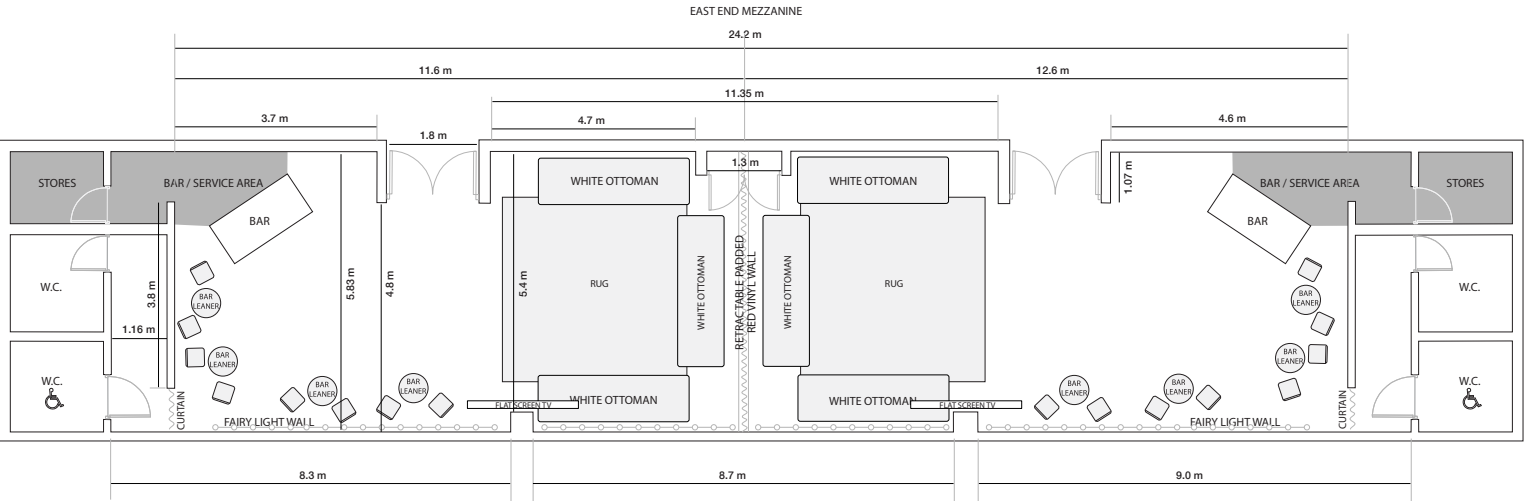 EAST END MEZZANINE
24.2 m
11.6 m
12.6 m
11.35 m
3.7 m
1.8 m
4.7 m
4.6 m
1.3 m
1.07 m
STORES
BAR / SERVICE AREA
BAR
WHITE OTTOMAN
WHITE OTTOMAN
BAR / SERVICE AREA
BAR
STORES
W.C.
3.8 m
1.16 m
BAR
LEANER
5.83 m
4.8 m
5.4 m
RUG
WHITE OTTOMAN
RETRACTABLE PADDED
RED VINYL WALL
WHITE OTTOMAN
RUG
BAR
LEANER
W.C.
W.C.
BAR
LEANER
BAR
LEANER
BAR
LEANER
CURTAIN
FAIRY LIGHT WALL
FLAT SCREEN TV
WHITE OTTOMAN
WHITE OTTOMAN
FLAT SCREEN TV
BAR
LEANER
BAR
LEANER
BAR
LEANER
FAIRY LIGHT WALL
CURTAIN
W.C.
8.3 m
8.7 m
9.0 m